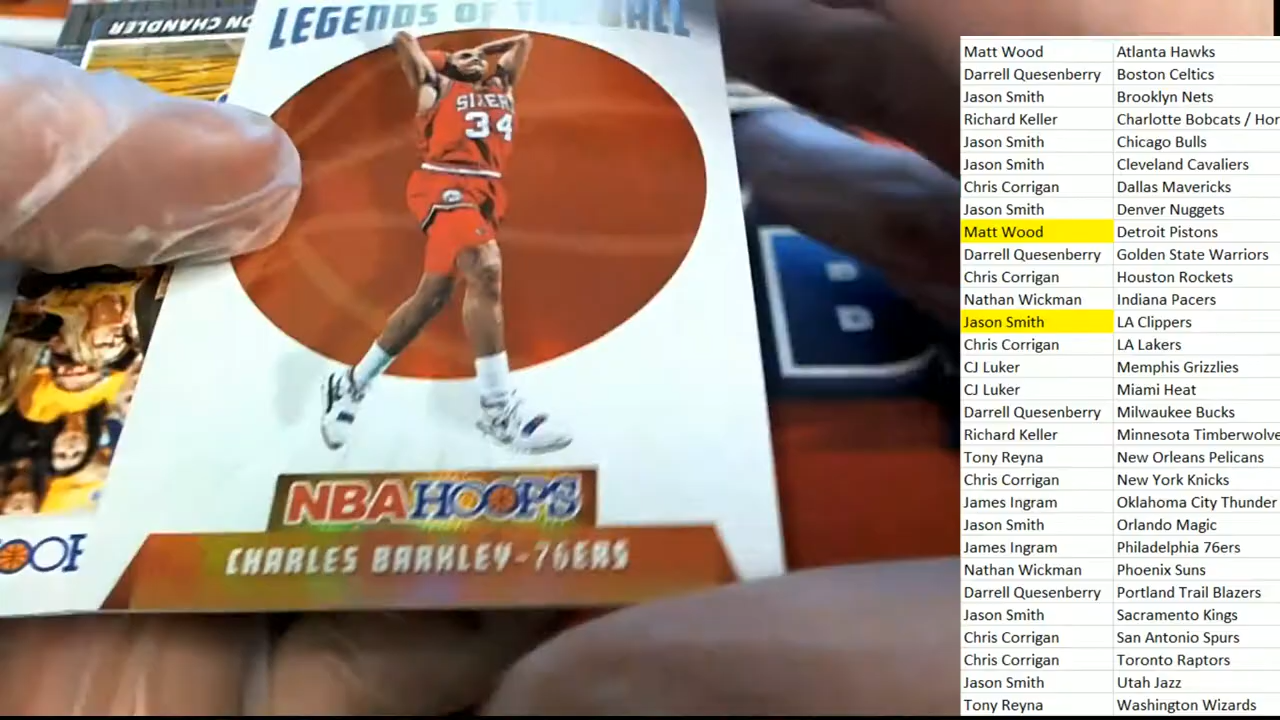 ON CHANDLER
LEGENDS OF THE BALL
SIXERS
34
NBA HOOPS
CHARLES BARKLEY-76ERS
Matt Wood Atlanta Hawks
Darrell Quesenberry Boston Celtics
Jason Smith Brooklyn Nets
Richard Keller Charlotte Bobcats / Hor
Jason Smith Chicago Bulls
Jason Smith Cleveland Cavaliers
Chris Corrigan Dallas Mavericks
Jason Smith Denver Nuggets
Matt Wood Detroit Pistons
Darrell Quesenberry Golden State Warriors
Chris Corrigan Houston Rockets
Nathan Wickman Indiana Pacers
Jason Smith LA Clippers
Chris Corrigan LA Lakers
CJ Luker Memphis Grizzlies
CJ Luker Miami Heat
Darrell Quesenberry Milwaukee Bucks
Richard Keller Minnesota Timberwolve
Tony Reyna New Orleans Pelicans
Chris Corrigan New York Knicks
James Ingram Oklahoma City Thunder
Jason Smith Orlando Magic
James Ingram Philadelphia 76ers
Nathan Wickman Phoenix Suns
Darrell Quesenberry Portland Trail Blazers
Jason Smith Sacramento Kings
Chris Corrigan San Antonio Spurs
Chris Corrigan Toronto Raptors
Jason Smith Utah Jazz
Tony Reyna Washington Wizards